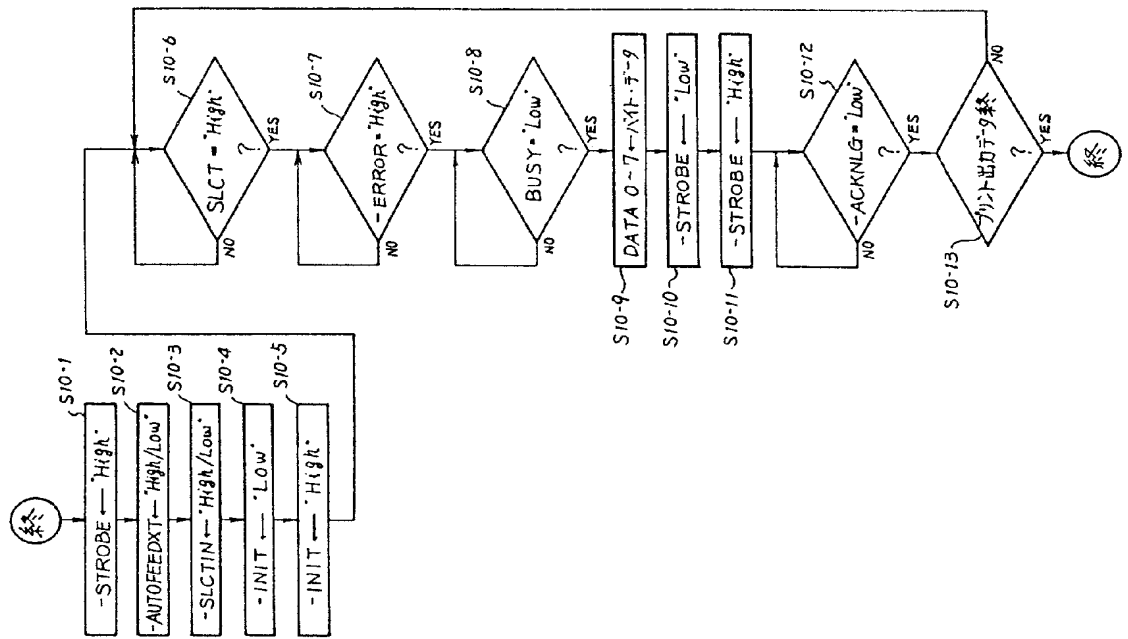 終
S10-1
-STROBE ← "High"
S10-2
-AUTOFEEDXT ← "High/Low"
S10-3
-SLCTIN ← "High/Low"
S10-4
-INIT ← "Low"
S10-5
-INIT ← "High"
S10-6
SLCT = "High"
?
NO
YES
S10-7
-ERROR = "High"
?
NO
YES
S10-8
BUSY = "Low"
?
NO
YES
S10-9
DATA 0~7 ← バイト・データ
S10-10
-STROBE ← "Low"
S10-11
-STROBE ← "High"
S10-12
-ACKNLG = "Low"
?
NO
YES
S10-13
プリント出力データ終
?
NO
YES
終